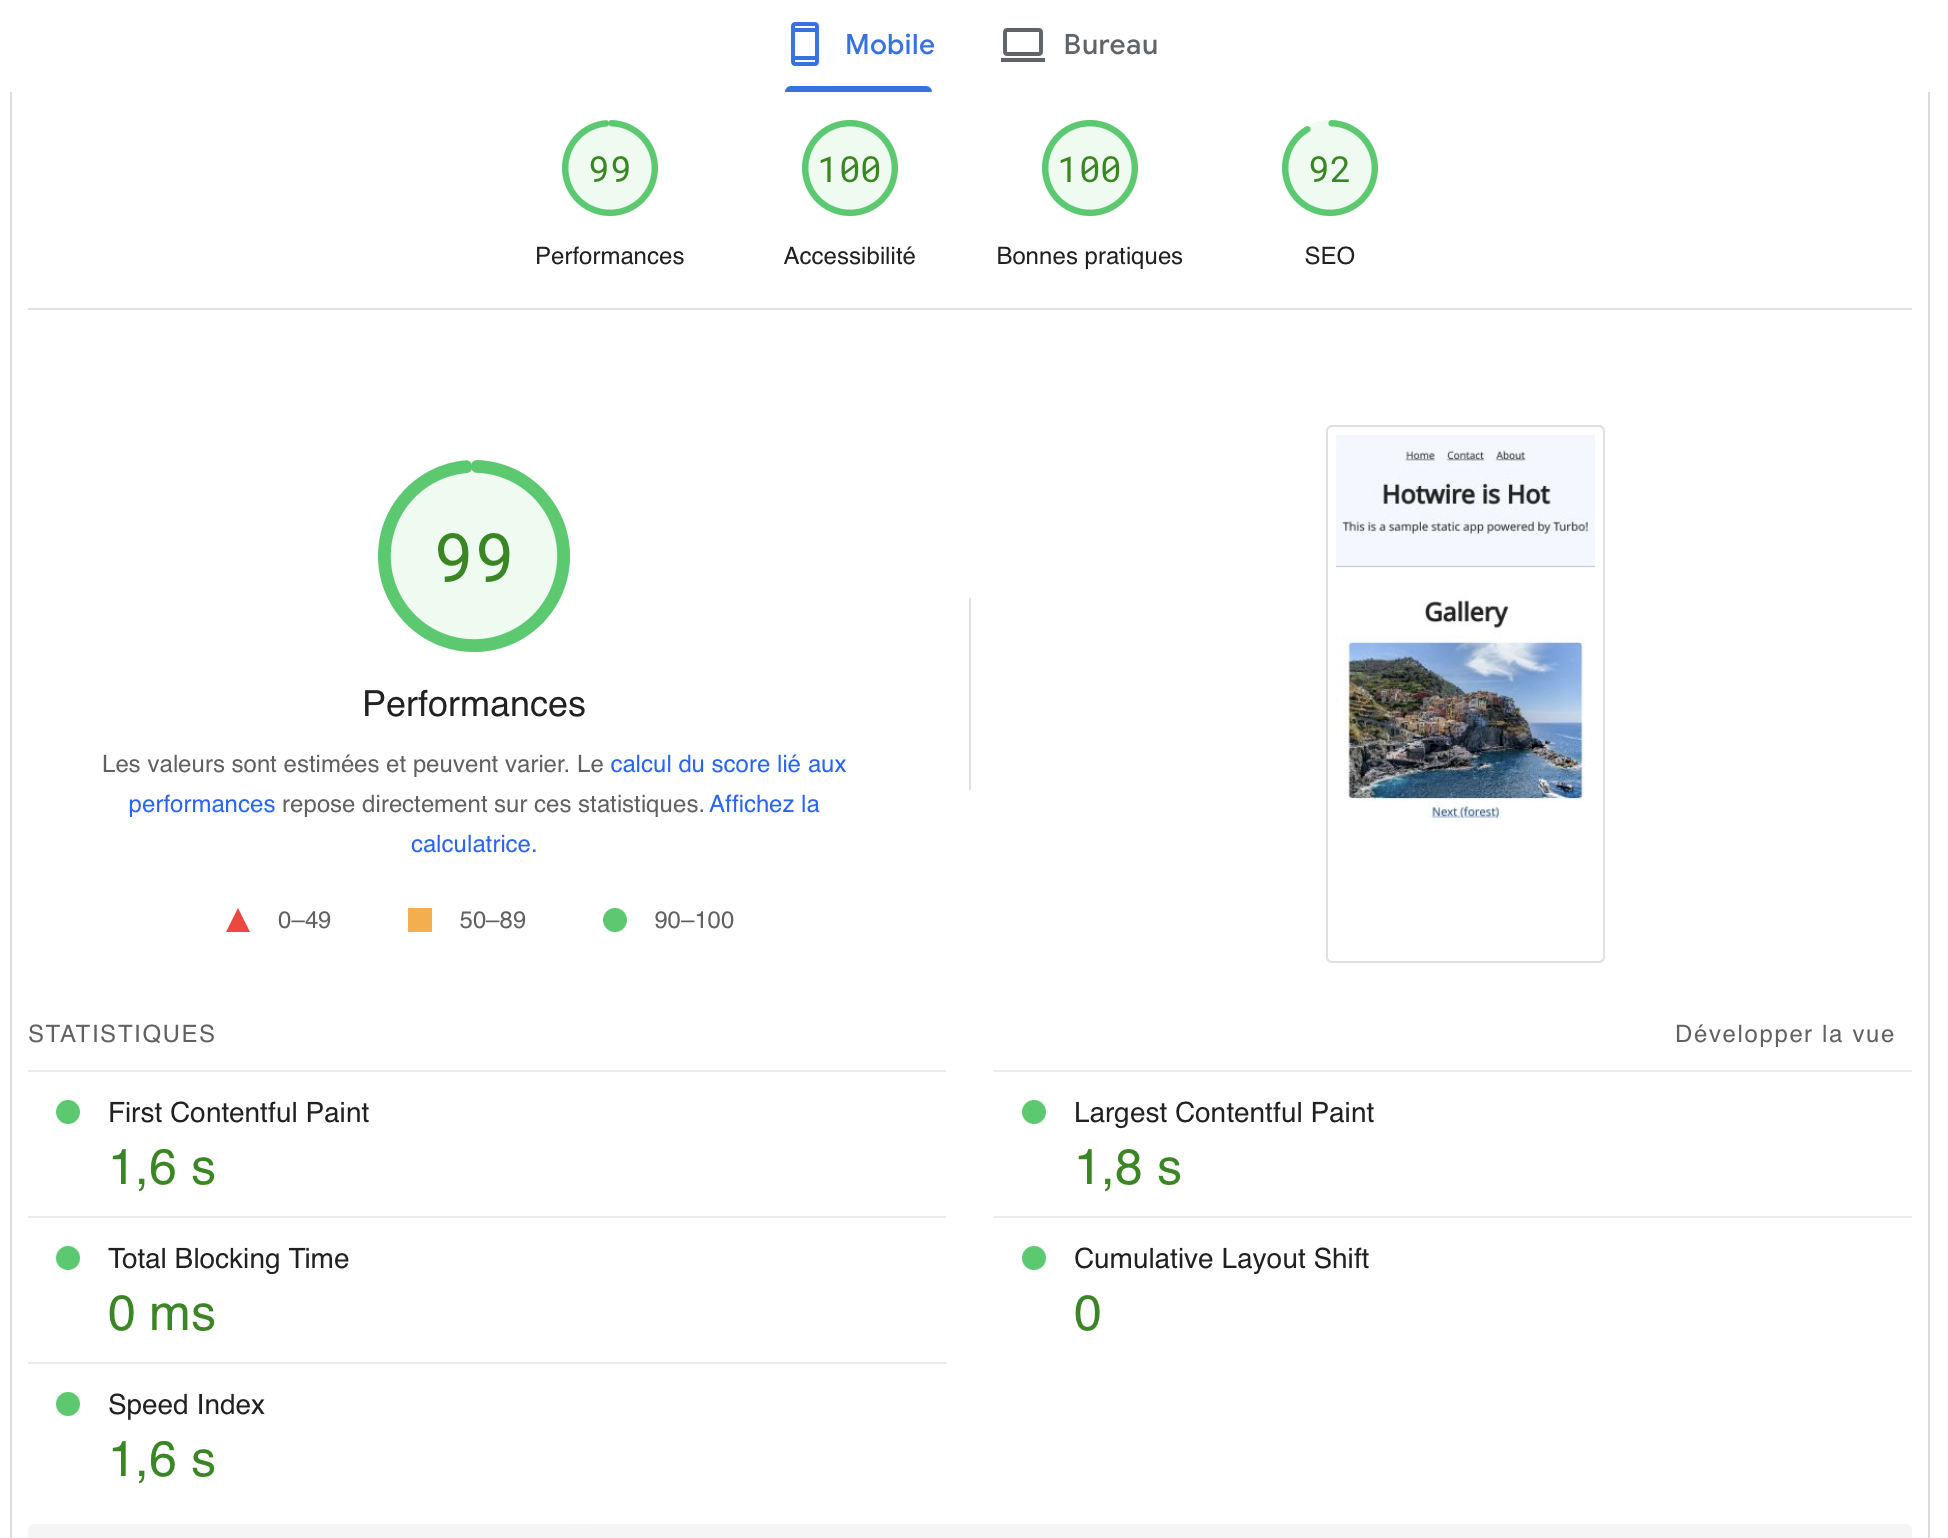 Mobile
Bureau
99
100
100
92
Performances
Accessibilité
Bonnes pratiques
SEO
99
Performances
Les valeurs sont estimées et peuvent varier. Le calcul du score lié aux
performances repose directement sur ces statistiques. Affichez la
calculatrice.
0–49
50–89
90–100
Home Contact About
Hotwire is Hot
This is a sample static app powered by Turbo!
Gallery
Next (forest)
STATISTIQUES
Développer la vue
First Contentful Paint
1,6 s
Largest Contentful Paint
1,8 s
Total Blocking Time
0 ms
Cumulative Layout Shift
0
Speed Index
1,6 s